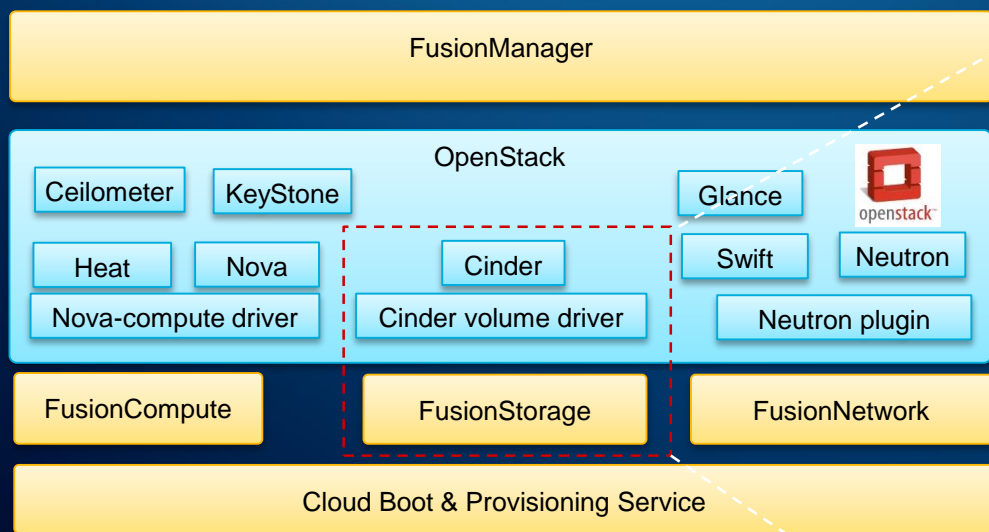 FusionManager
OpenStack
Ceilometer
KeyStone
Glance
openstack™
Heat
Nova
Cinder
Swift
Neutron
Nova-compute driver
Cinder volume driver
Neutron plugin
FusionCompute
FusionStorage
FusionNetwork
Cloud Boot & Provisioning Service